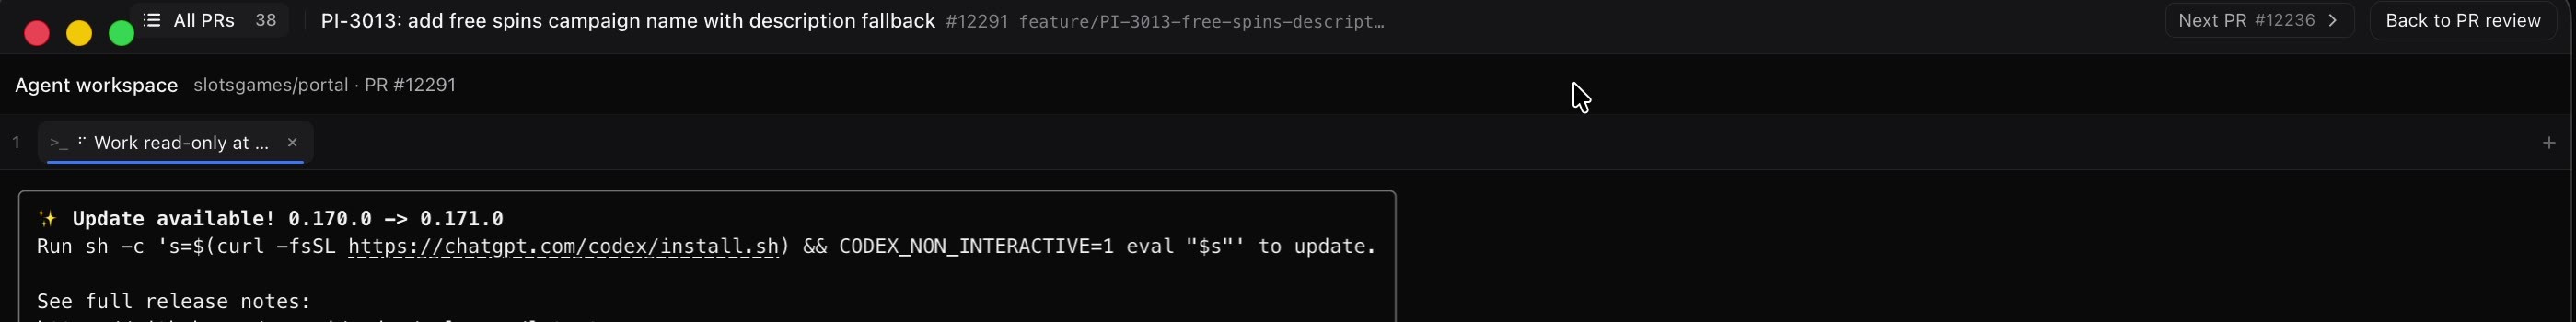 All PRs 38 PI-3013: add free spins campaign name with description fallback #12291 feature/PI-3013-free-spins-descript… Next PR #12236 > Back to PR review
Agent workspace slotsgames/portal · PR #12291
1 >_ Work read-only at ... × +
✨ Update available! 0.170.0 -> 0.171.0
Run sh -c 's=$(curl -fsSL https://chatgpt.com/codex/install.sh) && CODEX_NON_INTERACTIVE=1 eval "$s"' to update.
See full release notes: